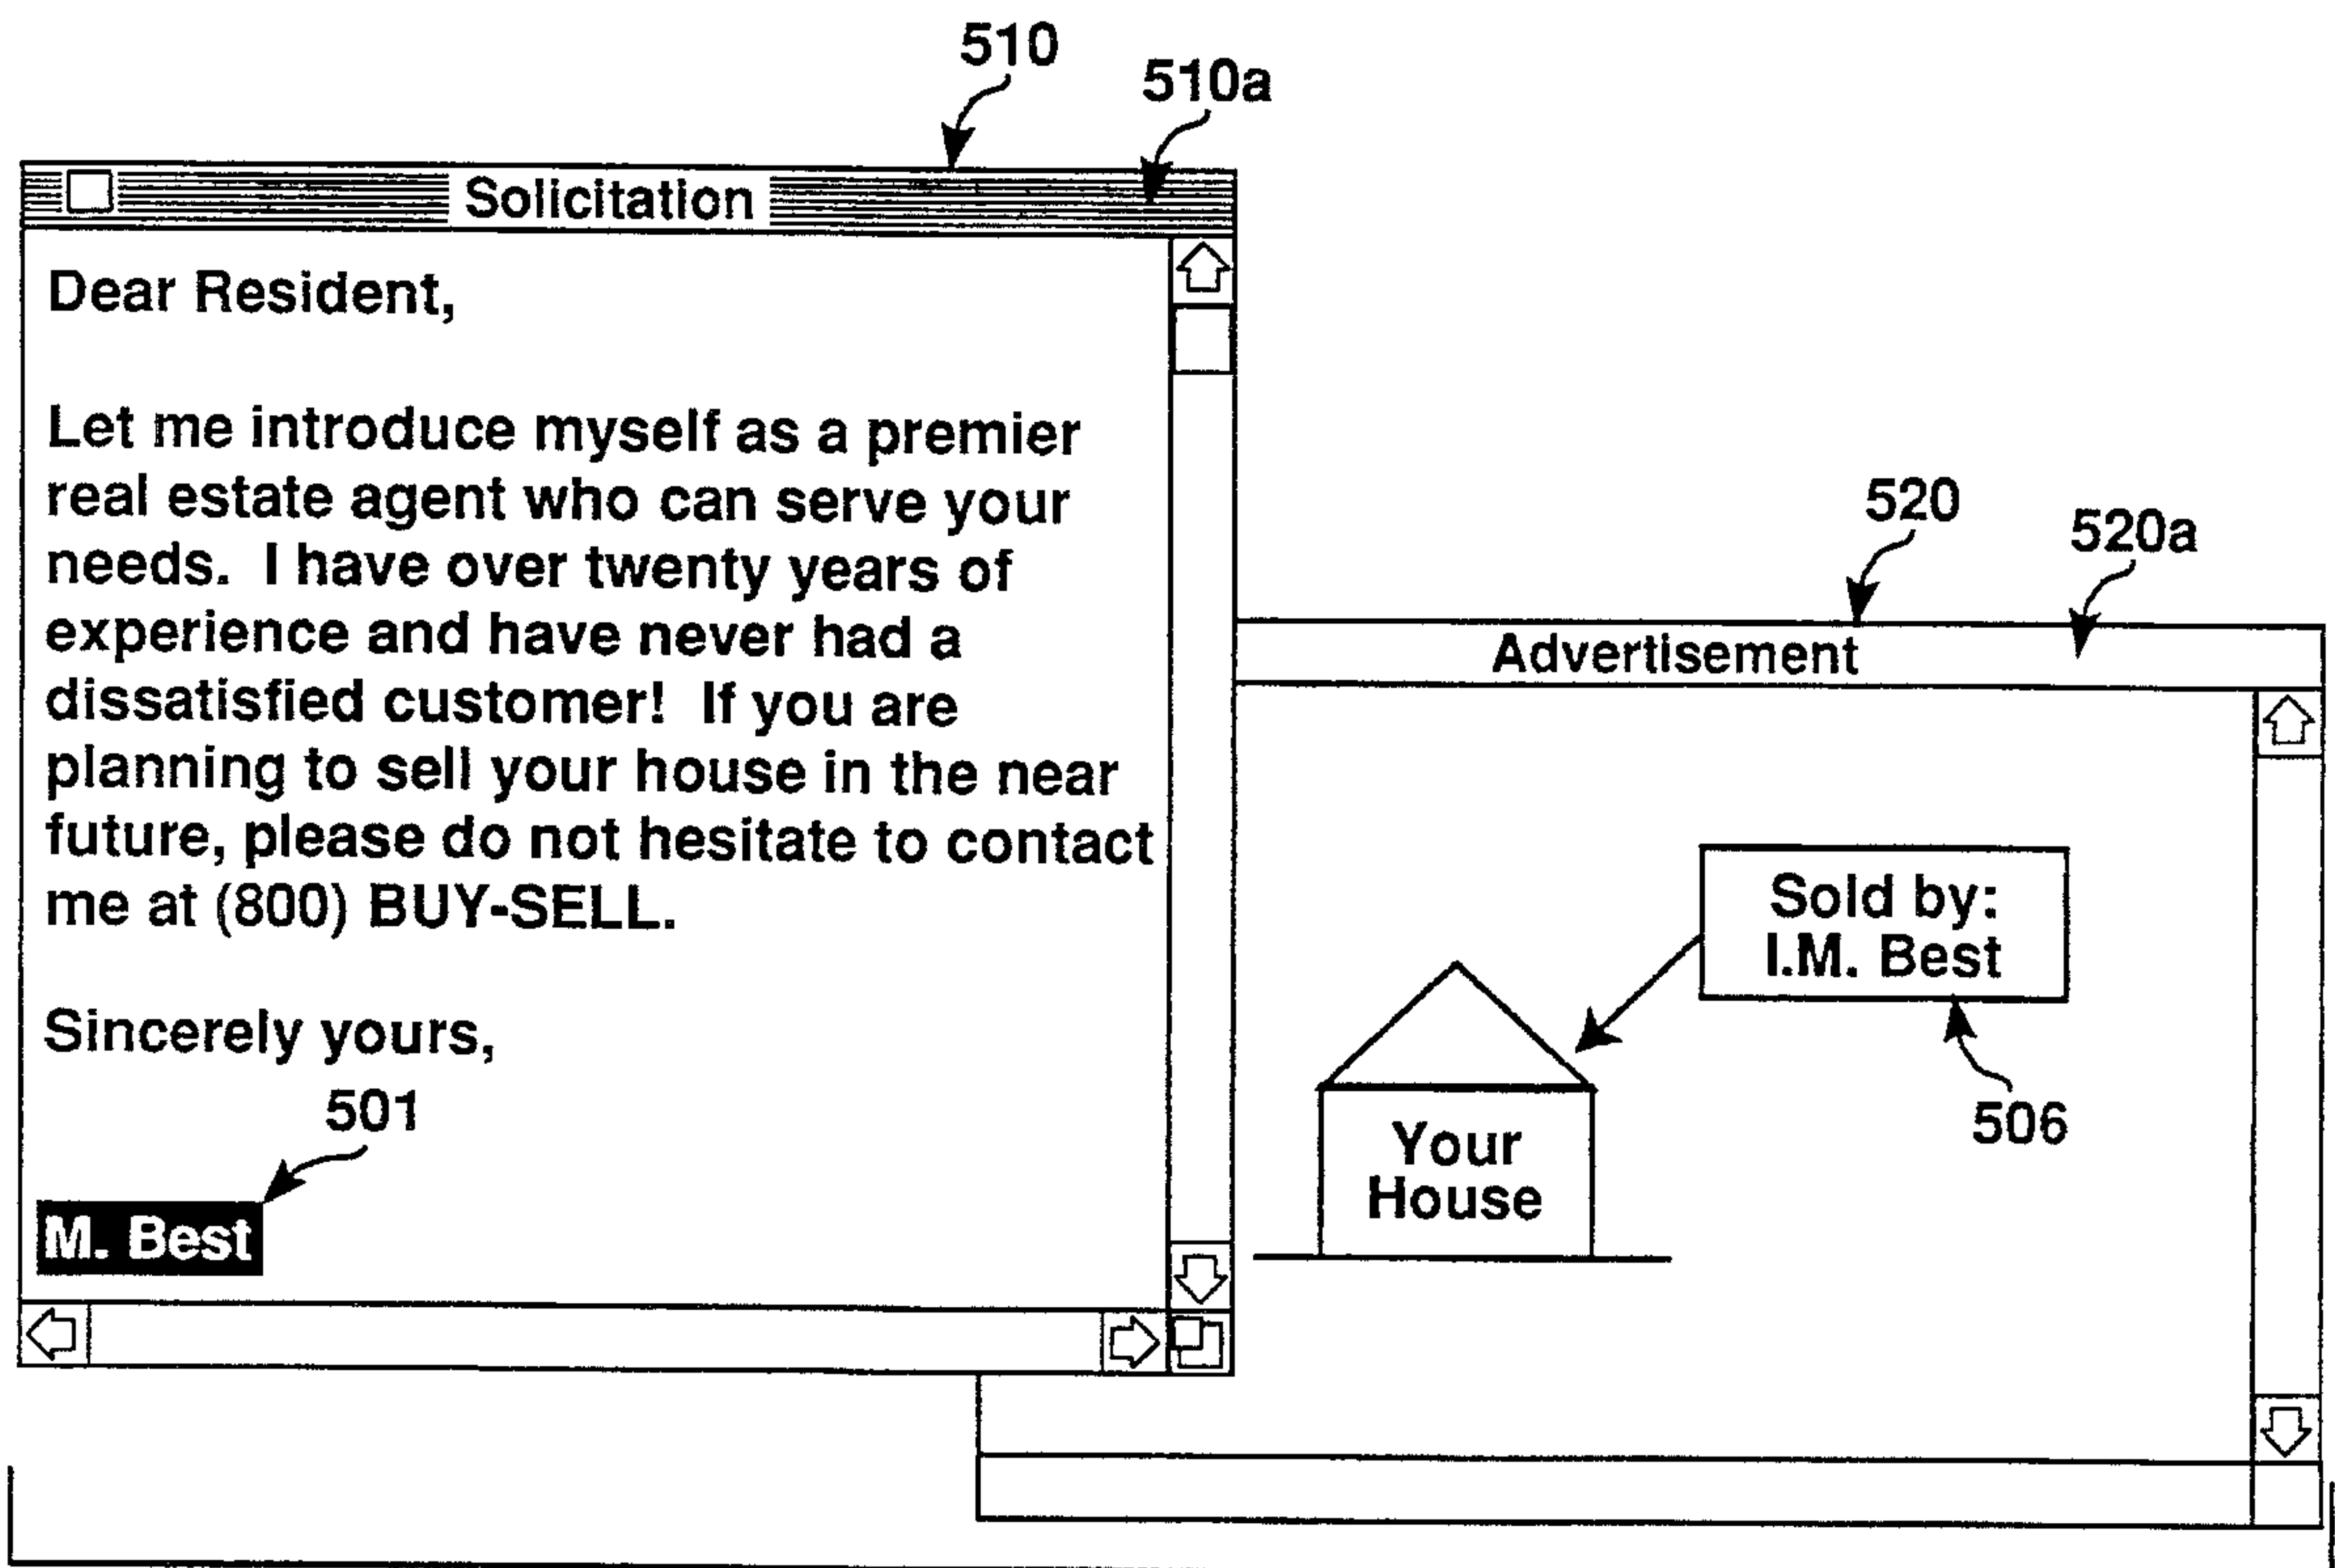 510
510a
Solicitation
Dear Resident,
Let me introduce myself as a premier
real estate agent who can serve your
needs.  I have over twenty years of
experience and have never had a
dissatisfied customer!  If you are
planning to sell your house in the near
future, please do not hesitate to contact
me at (800) BUY-SELL.
Sincerely yours,
501
M. Best
520
520a
Advertisement
Sold by:
I.M. Best
506
Your
House